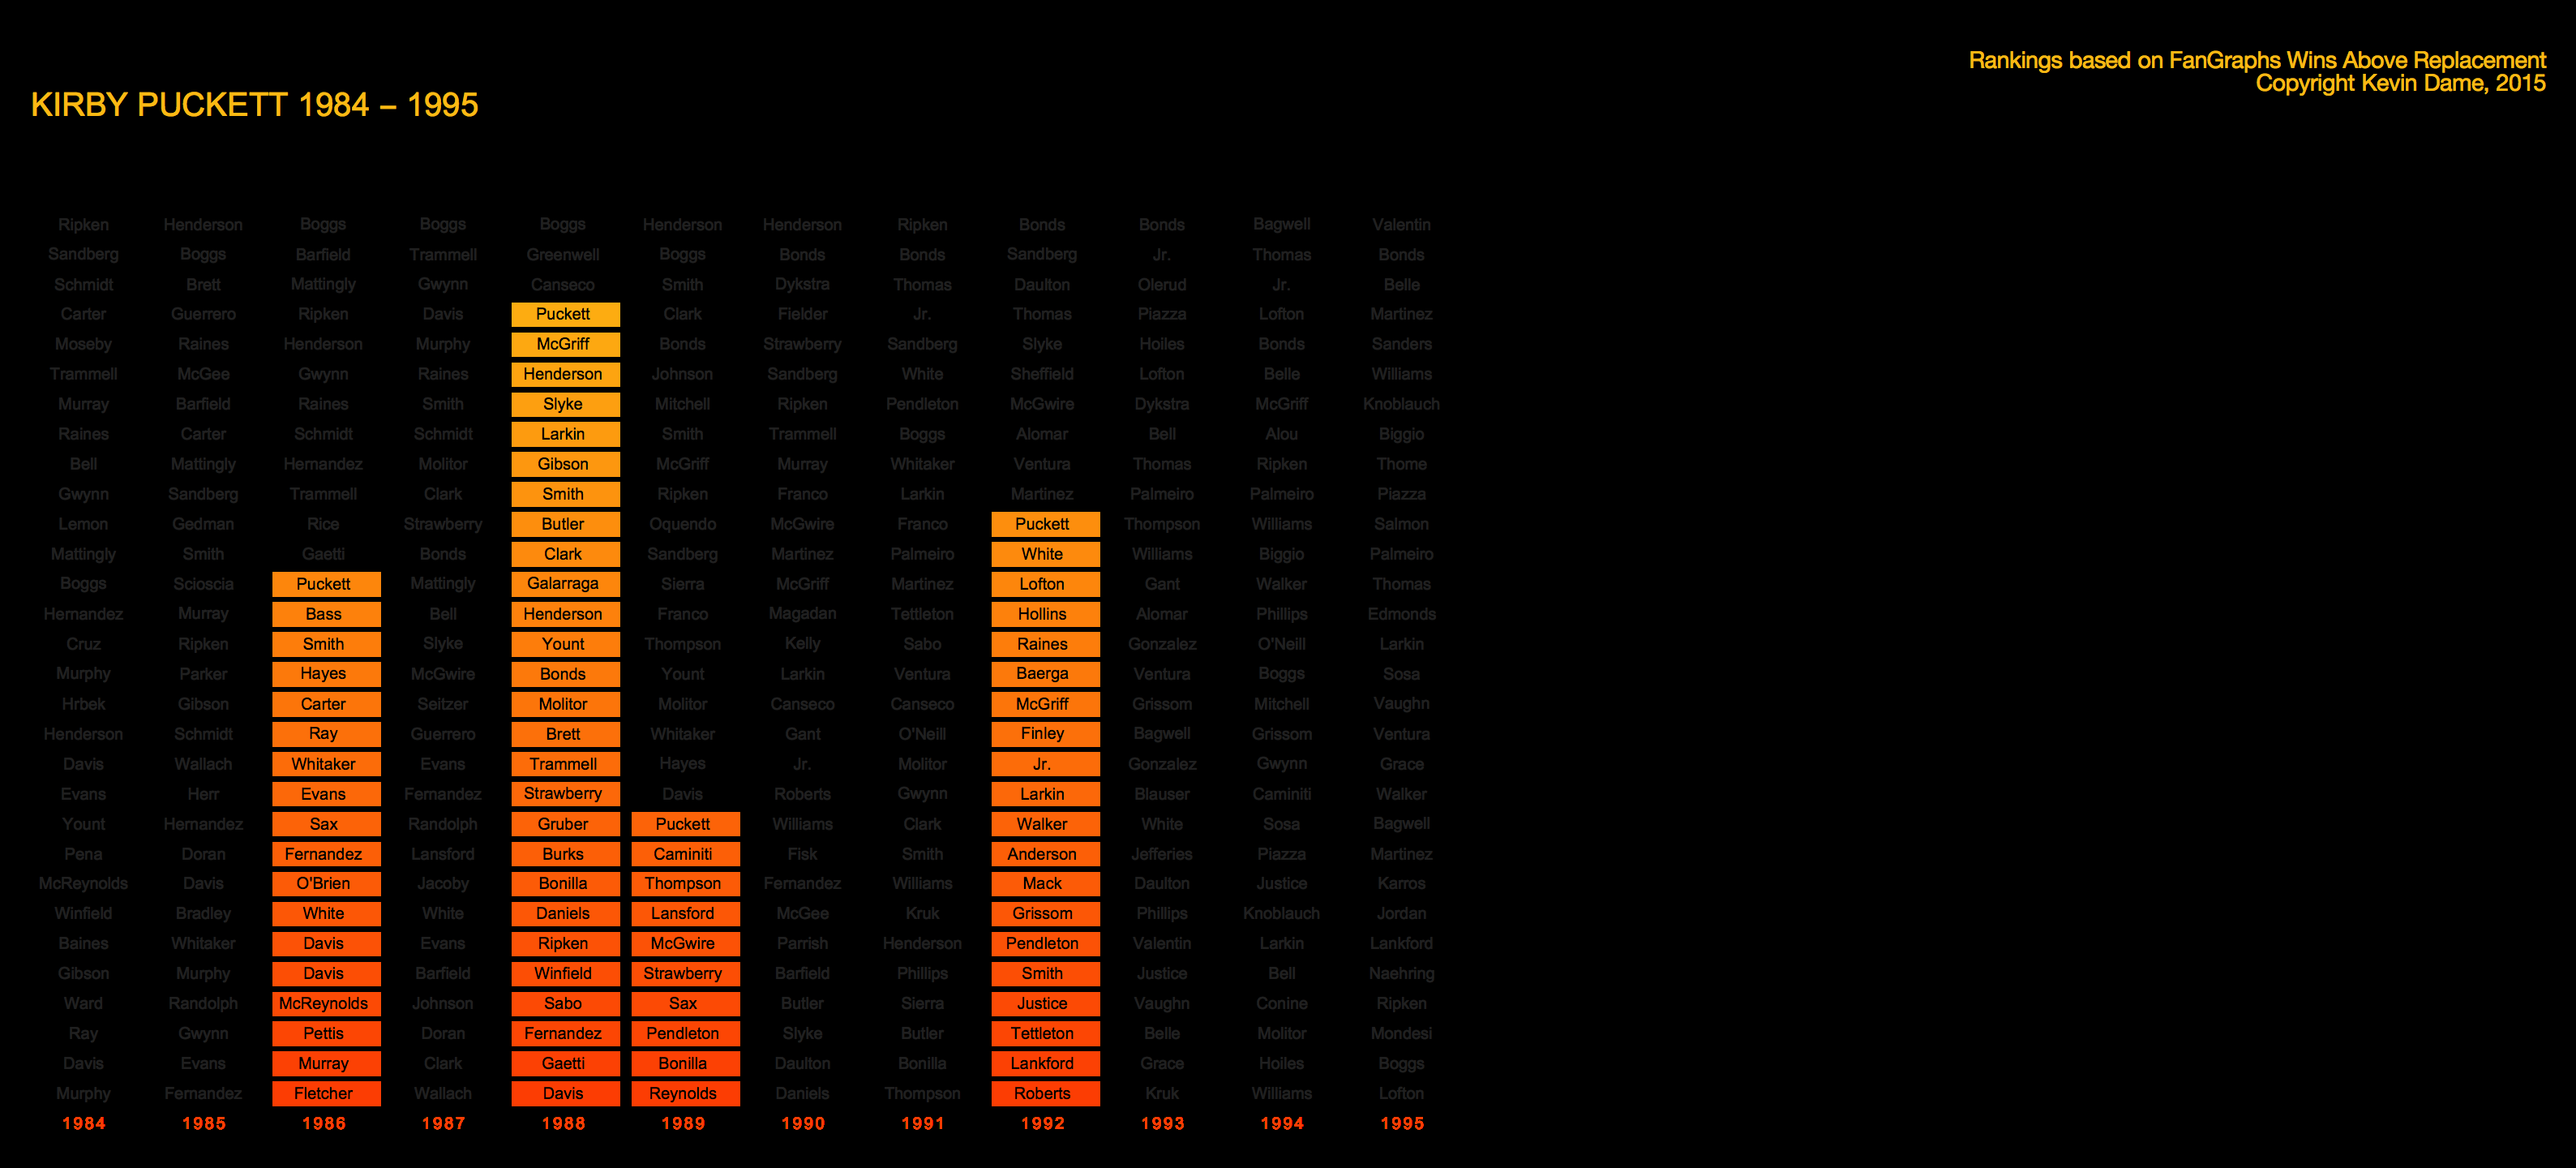 Rankings based on FanGraphs Wins Above Replacement
Copyright Kevin Dame, 2015
KIRBY PUCKETT 1984 – 1995
Ripken Henderson Boggs Boggs Boggs Henderson Henderson Ripken Bonds Bonds Bagwell Valentin
Sandberg Boggs Barfield Trammell Greenwell Boggs Bonds Bonds Sandberg Jr. Thomas Bonds
Schmidt Brett Mattingly Gwynn Canseco Smith Dykstra Thomas Daulton Olerud Jr. Belle
Carter Guerrero Ripken Davis Puckett Clark Fielder Jr. Thomas Piazza Lofton Martinez
Moseby Raines Henderson Murphy McGriff Bonds Strawberry Sandberg Slyke Hoiles Bonds Sanders
Trammell McGee Gwynn Raines Henderson Johnson Sandberg White Sheffield Lofton Belle Williams
Murray Barfield Raines Smith Slyke Mitchell Ripken Pendleton McGwire Dykstra McGriff Knoblauch
Raines Carter Schmidt Schmidt Larkin Smith Trammell Boggs Alomar Bell Alou Biggio
Bell Mattingly Hernandez Molitor Gibson McGriff Murray Whitaker Ventura Thomas Ripken Thome
Gwynn Sandberg Trammell Clark Smith Ripken Franco Larkin Martinez Palmeiro Palmeiro Piazza
Lemon Gedman Rice Strawberry Butler Oquendo McGwire Franco Puckett Thompson Williams Salmon
Mattingly Smith Gaetti Bonds Clark Sandberg Martinez Palmeiro White Williams Biggio Palmeiro
Boggs Scioscia Puckett Mattingly Galarraga Sierra McGriff Martinez Lofton Gant Walker Thomas
Hernandez Murray Bass Bell Henderson Franco Magadan Tettleton Hollins Alomar Phillips Edmonds
Cruz Ripken Smith Slyke Yount Thompson Kelly Sabo Raines Gonzalez O'Neill Larkin
Murphy Parker Hayes McGwire Bonds Yount Larkin Ventura Baerga Ventura Boggs Sosa
Hrbek Gibson Carter Seitzer Molitor Molitor Canseco Canseco McGriff Grissom Mitchell Vaughn
Henderson Schmidt Ray Guerrero Brett Whitaker Gant O'Neill Finley Bagwell Grissom Ventura
Davis Wallach Whitaker Evans Trammell Hayes Jr. Molitor Jr. Gonzalez Gwynn Grace
Evans Herr Evans Fernandez Strawberry Davis Roberts Gwynn Larkin Blauser Caminiti Walker
Yount Hernandez Sax Randolph Gruber Puckett Williams Clark Walker White Sosa Bagwell
Pena Doran Fernandez Lansford Burks Caminiti Fisk Smith Anderson Jefferies Piazza Martinez
McReynolds Davis O'Brien Jacoby Bonilla Thompson Fernandez Williams Mack Daulton Justice Karros
Winfield Bradley White White Daniels Lansford McGee Kruk Grissom Phillips Knoblauch Jordan
Baines Whitaker Davis Evans Ripken McGwire Parrish Henderson Pendleton Valentin Larkin Lankford
Gibson Murphy Davis Barfield Winfield Strawberry Barfield Phillips Smith Justice Bell Naehring
Ward Randolph McReynolds Johnson Sabo Sax Butler Sierra Justice Vaughn Conine Ripken
Ray Gwynn Pettis Doran Fernandez Pendleton Slyke Butler Tettleton Belle Molitor Mondesi
Davis Evans Murray Clark Gaetti Bonilla Daulton Bonilla Lankford Grace Hoiles Boggs
Murphy Fernandez Fletcher Wallach Davis Reynolds Daniels Thompson Roberts Kruk Williams Lofton
1984 1985 1986 1987 1988 1989 1990 1991 1992 1993 1994 1995